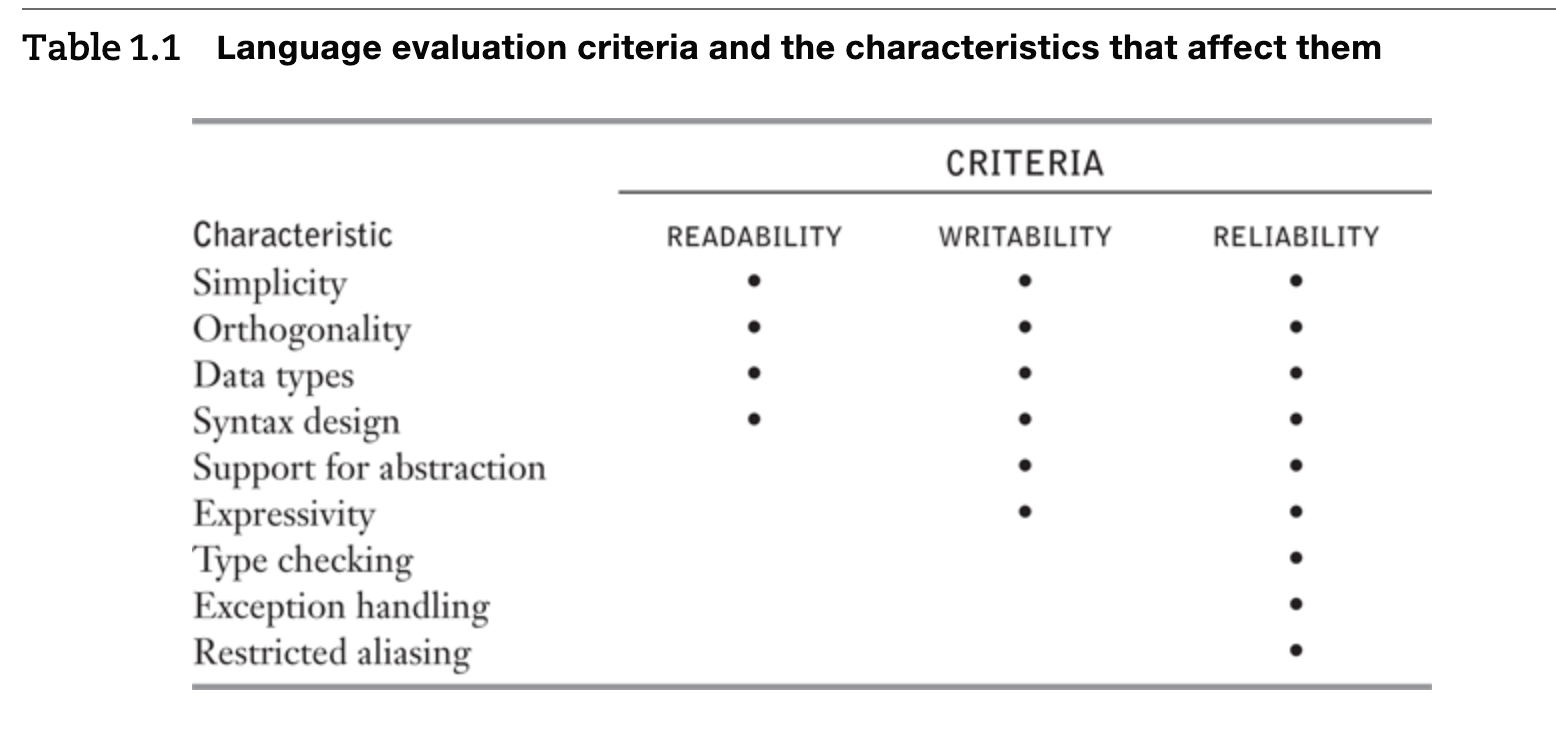 Table 1.1 Language evaluation criteria and the characteristics that affect them
CRITERIA
Characteristic READABILITY WRITABILITY RELIABILITY
Simplicity • • •
Orthogonality • • •
Data types • • •
Syntax design • • •
Support for abstraction • •
Expressivity • •
Type checking •
Exception handling •
Restricted aliasing •